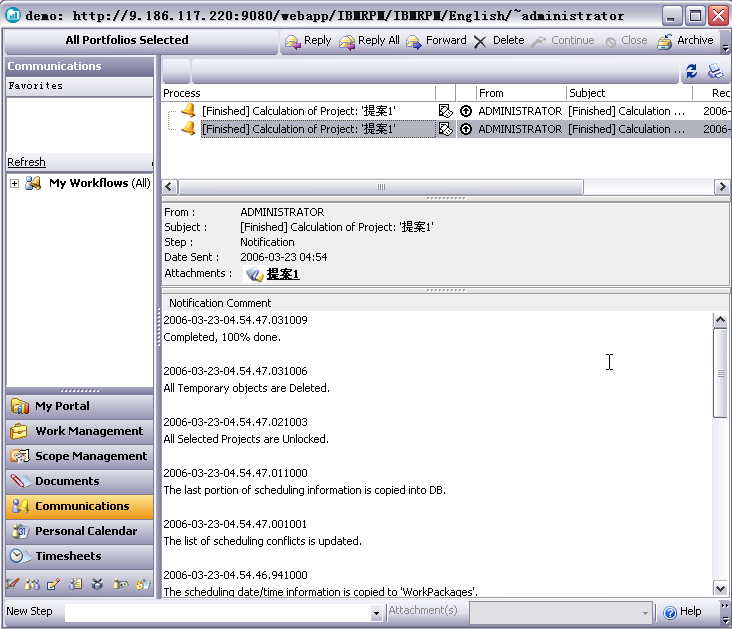 demo: http://9.186.117.220:9080/webapp/IBMRPM/IBMRPM/English/~administrator
All Portfolios Selected
Reply
Reply All
Forward
Delete
Continue
Close
Archive
Communications
Favorites
Refresh
My Workflows (All)
Process
From
Subject
Rec
[Finished] Calculation of Project: '提案1'
ADMINISTRATOR
[Finished] Calculation ...
2006-
[Finished] Calculation of Project: '提案1'
ADMINISTRATOR
[Finished] Calculation ...
2006-
From : ADMINISTRATOR
Subject : [Finished] Calculation of Project: '提案1'
Step : Notification
Date Sent : 2006-03-23 04:54
Attachments : 提案1
Notification Comment
2006-03-23-04.54.47.031009
Completed, 100% done.
2006-03-23-04.54.47.031006
All Temporary objects are Deleted.
2006-03-23-04.54.47.021003
All Selected Projects are Unlocked.
2006-03-23-04.54.47.011000
The last portion of scheduling information is copied into DB.
2006-03-23-04.54.47.001001
The list of scheduling conflicts is updated.
2006-03-23-04.54.46.941000
The scheduling date/time information is copied to 'WorkPackages'.
My Portal
Work Management
Scope Management
Documents
Communications
Personal Calendar
Timesheets
New Step
Attachment(s)
Help